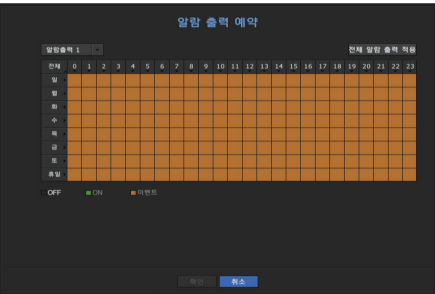 알람 출력 예약
알람출력 1
전체 알람 출력 적용
전체 0 1 2 3 4 5 6 7 8 9 10 11 12 13 14 15 16 17 18 19 20 21 22 23
일
월
화
수
목
금
토
휴일
OFF ON 이벤트
확인 취소